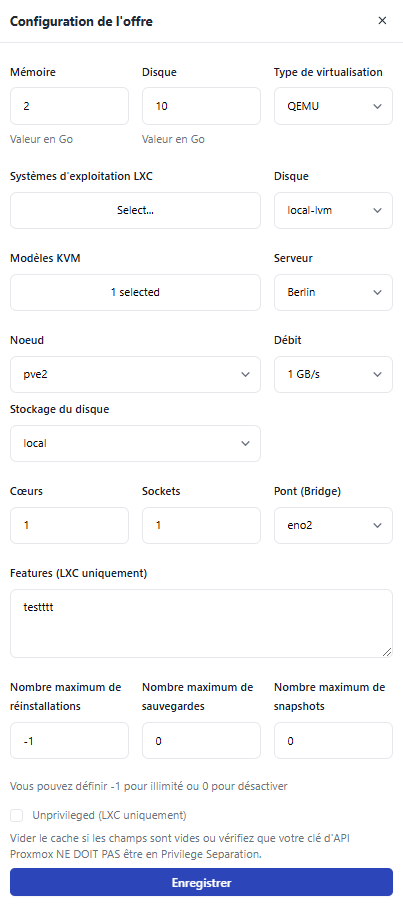 Configuration de l'offre
Mémoire
Disque
Type de virtualisation
2
10
QEMU
Valeur en Go
Valeur en Go
Systèmes d'exploitation LXC
Disque
Select...
local-lvm
Modèles KVM
Serveur
1 selected
Berlin
Noeud
Débit
pve2
1 GB/s
Stockage du disque
local
Cœurs
Sockets
Pont (Bridge)
1
1
eno2
Features (LXC uniquement)
testttt
Nombre maximum de
réinstallations
Nombre maximum de
sauvegardes
Nombre maximum de
snapshots
-1
0
0
Vous pouvez définir -1 pour illimité ou 0 pour désactiver
Unprivileged (LXC uniquement)
Vider le cache si les champs sont vides ou vérifiez que votre clé d'API
Proxmox NE DOIT PAS être en Privilege Separation.
Enregistrer